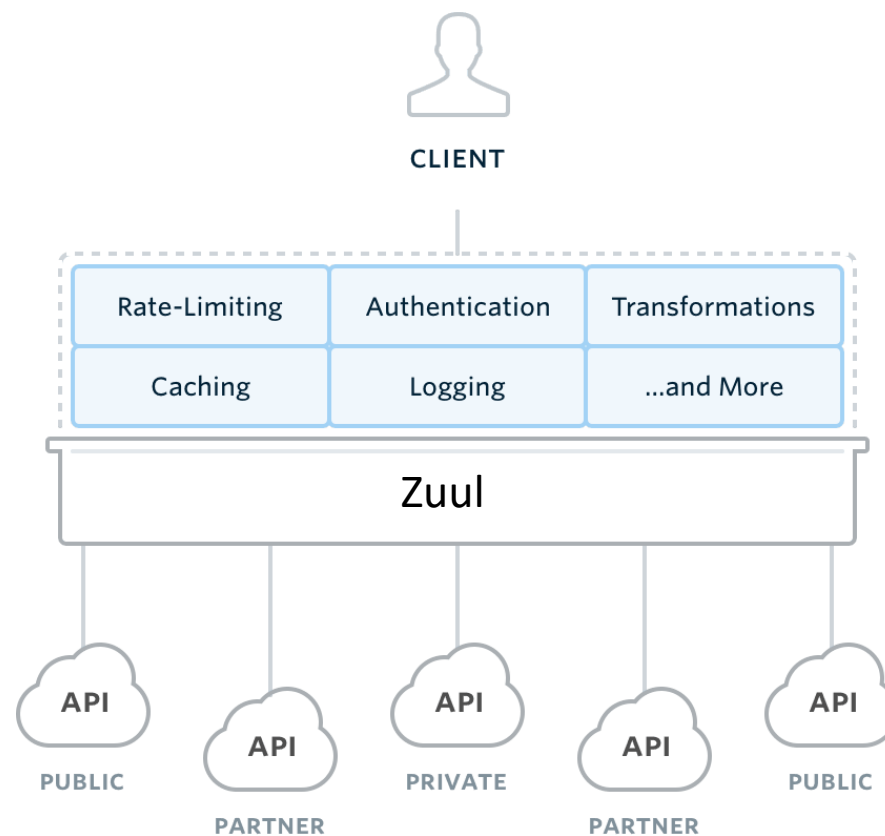 CLIENT
Rate-Limiting Authentication Transformations
Caching Logging ...and More
Zuul
API API API
API API
PUBLIC PRIVATE PUBLIC
PARTNER PARTNER